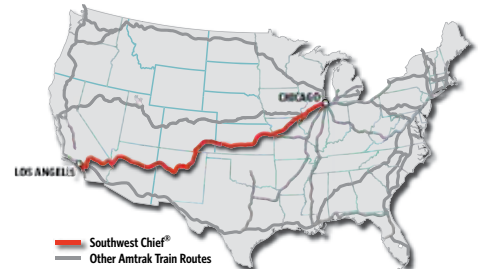 CHICAGO
LOS ANGELES
Southwest Chief®
Other Amtrak Train Routes